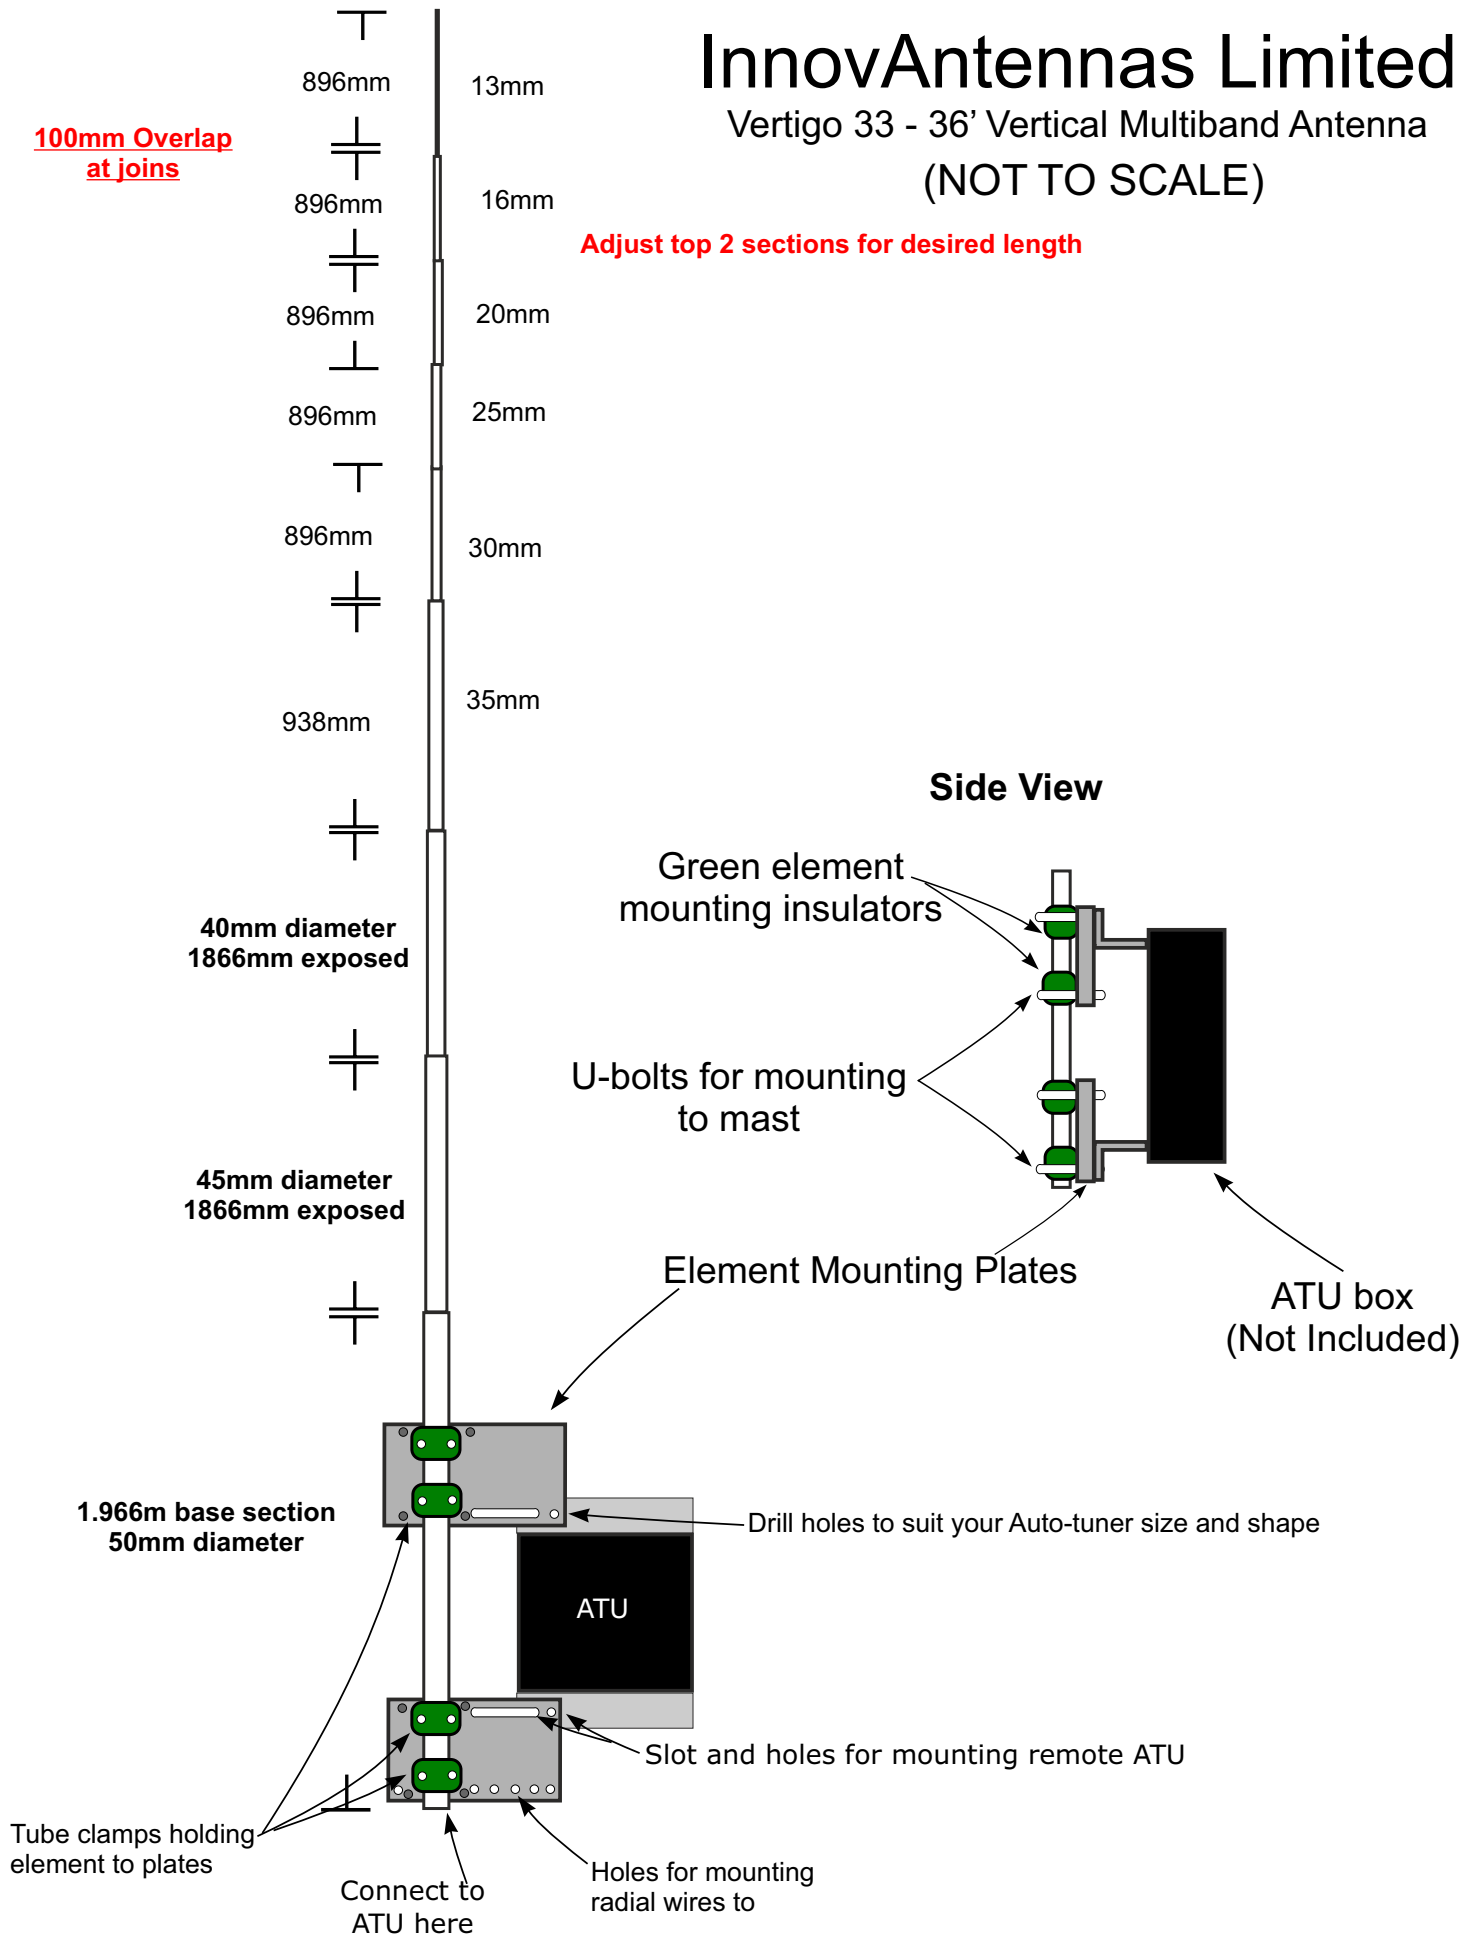 InnovAntennas Limited
Vertigo 33 - 36’ Vertical Multiband Antenna
(NOT TO SCALE)
896mm
13mm
100mm Overlap
at joins
896mm
16mm
Adjust top 2 sections for desired length
896mm
20mm
896mm
25mm
896mm
30mm
938mm
35mm
Side View
Green element
mounting insulators
40mm diameter
1866mm exposed
U-bolts for mounting
to mast
45mm diameter
1866mm exposed
Element Mounting Plates
ATU box
(Not Included)
1.966m base section
50mm diameter
Drill holes to suit your Auto-tuner size and shape
ATU
Slot and holes for mounting remote ATU
Tube clamps holding
element to plates
Connect to
ATU here
Holes for mounting
radial wires to